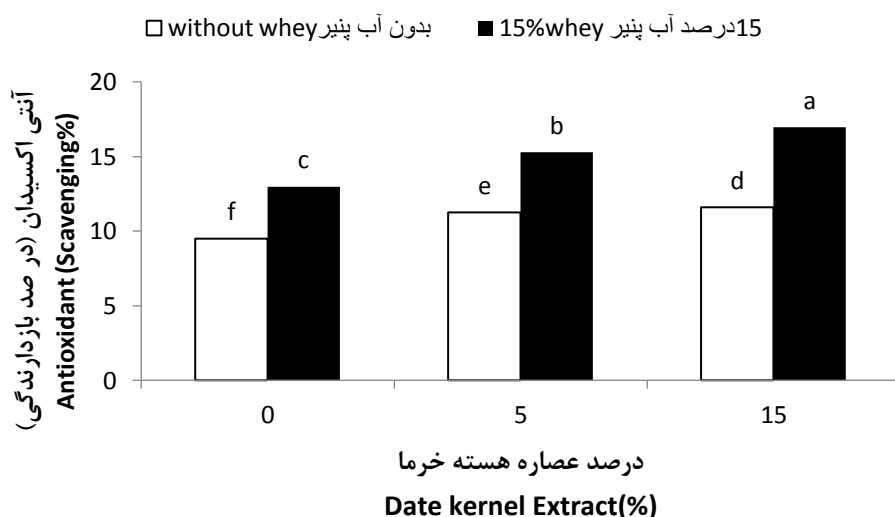 without whey بدون آب پنیر
15%whey 15درصد آب پنیر
آنتی اکسیدان (در صد بازدارندگی)
Antioxidant (Scavenging%)
20
15
10
5
0
f
c
e
b
d
a
0
5
15
درصد عصاره هسته خرما
Date kernel Extract(%)